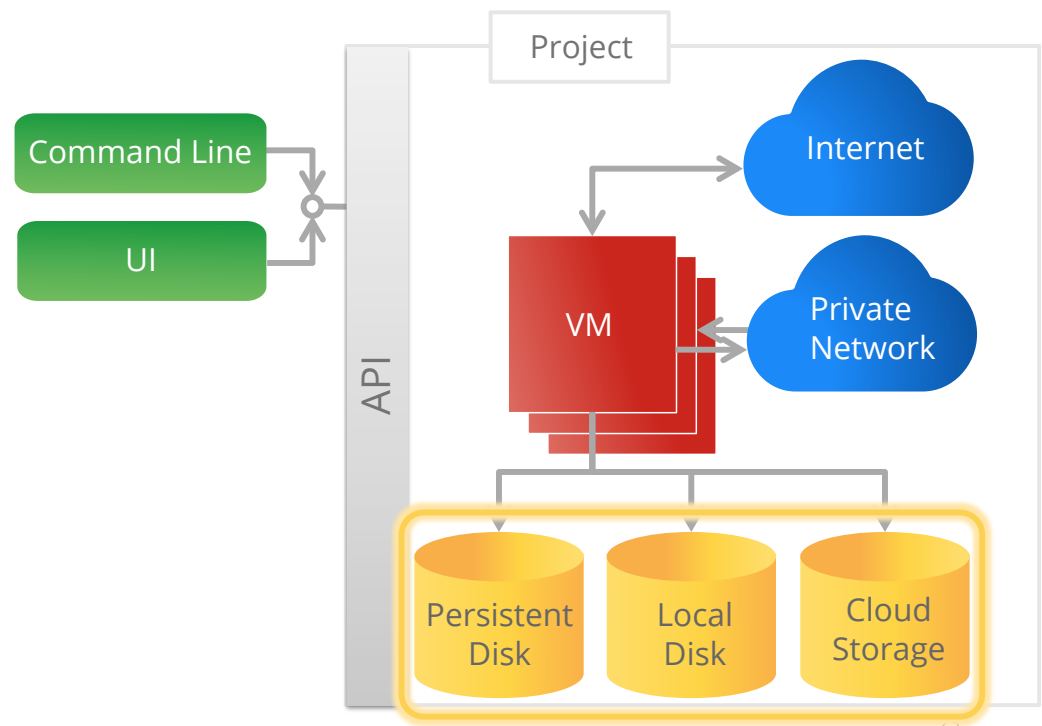 Project
Command Line
Internet
UI
VM
Private
Network
API
Persistent
Disk
Local
Disk
Cloud
Storage